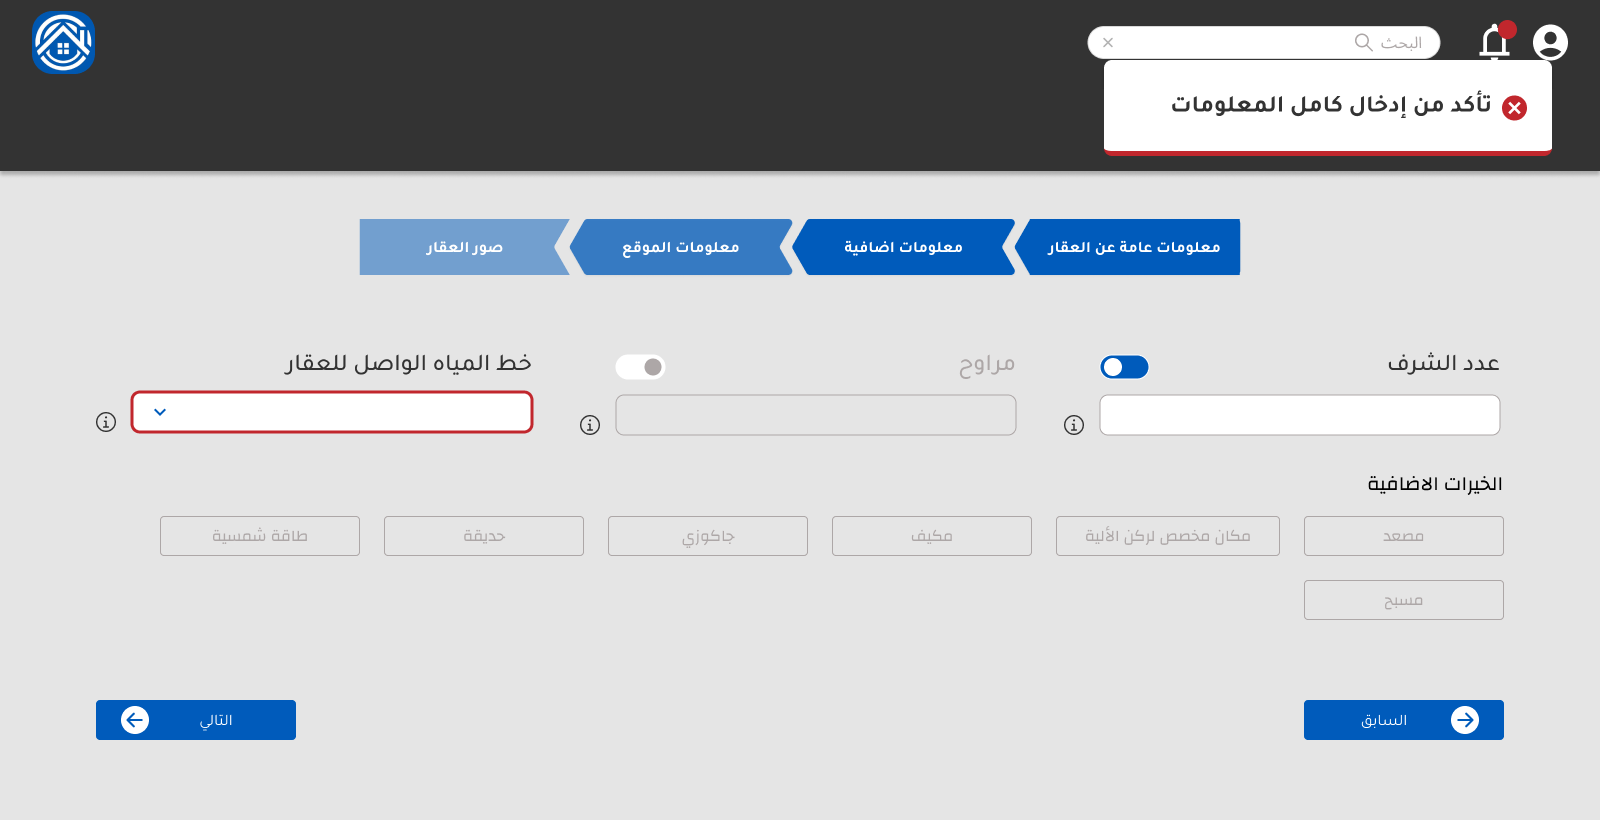 البحث
تأكد من إدخال كامل المعلومات
معلومات عامة عن العقار
معلومات اضافية
معلومات الموقع
صور العقار
عدد الشرف
مراوح
خط المياه الواصل للعقار
الخيرات الاضافية
مصعد
مكان مخصص لركن الألية
مكيف
جاكوزي
حديقة
طاقة شمسية
مسبح
السابق
التالي